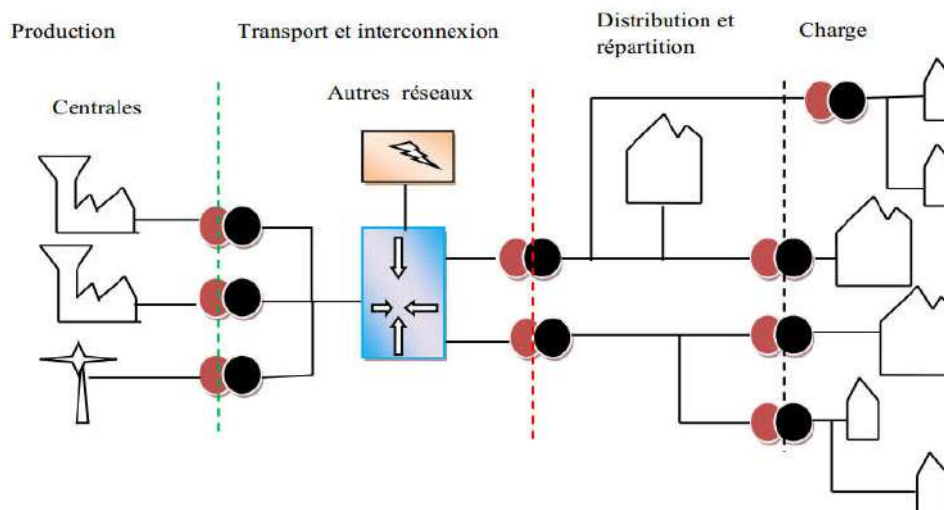 Production
Transport et interconnexion
Distribution et
répartition
Charge
Centrales
Autres réseaux